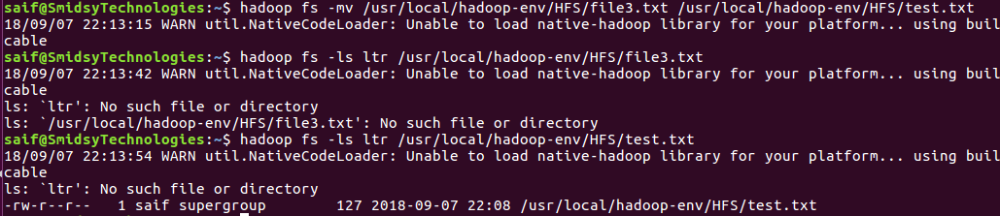 saif@SmidsyTechnologies:~$ hadoop fs -mv /usr/local/hadoop-env/HFS/file3.txt /usr/local/hadoop-env/HFS/test.txt
18/09/07 22:13:15 WARN util.NativeCodeLoader: Unable to load native-hadoop library for your platform... using buil
cable
saif@SmidsyTechnologies:~$ hadoop fs -ls ltr /usr/local/hadoop-env/HFS/file3.txt
18/09/07 22:13:42 WARN util.NativeCodeLoader: Unable to load native-hadoop library for your platform... using buil
cable
ls: `ltr': No such file or directory
ls: `/usr/local/hadoop-env/HFS/file3.txt': No such file or directory
saif@SmidsyTechnologies:~$ hadoop fs -ls ltr /usr/local/hadoop-env/HFS/test.txt
18/09/07 22:13:54 WARN util.NativeCodeLoader: Unable to load native-hadoop library for your platform... using buil
cable
ls: `ltr': No such file or directory
-rw-r--r--   1 saif supergroup        127 2018-09-07 22:08 /usr/local/hadoop-env/HFS/test.txt